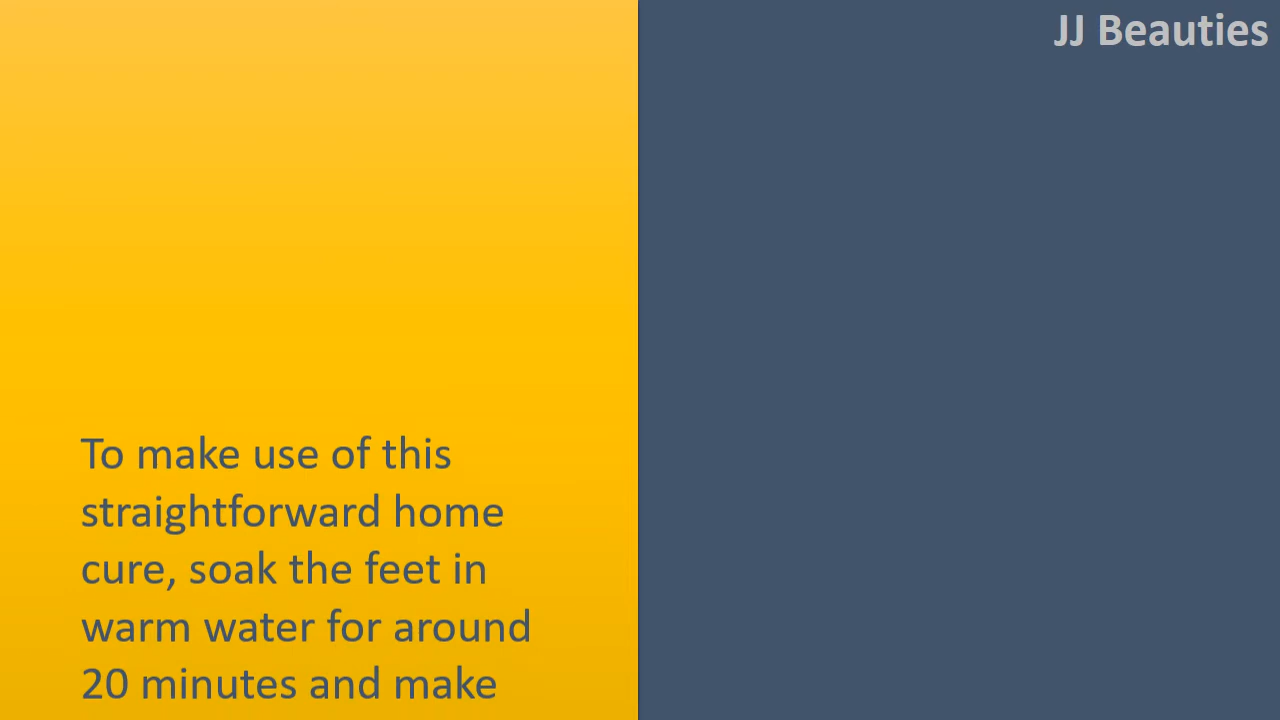 JJ Beauties
To make use of this
straightforward home
cure, soak the feet in
warm water for around
20 minutes and make